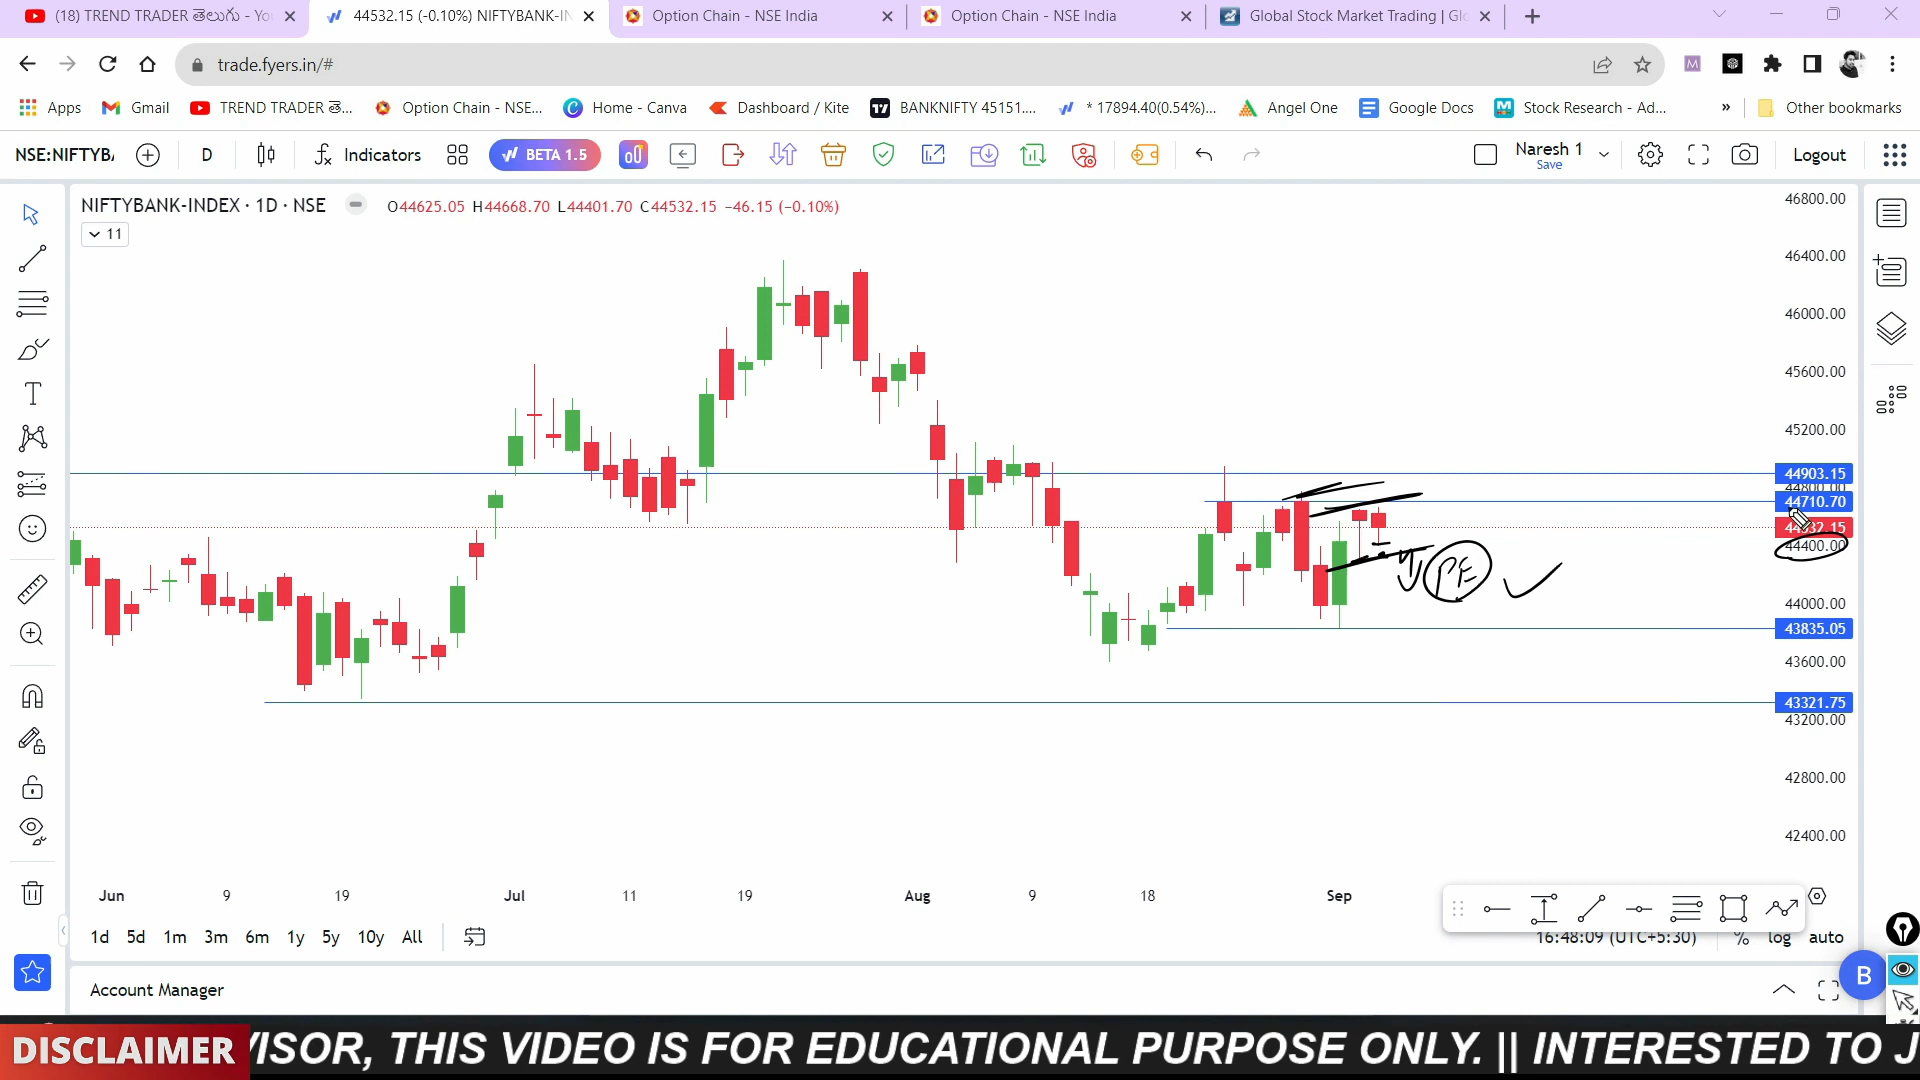 (18) TREND TRADER తెలుగు - Yo
44532.15 (-0.10%) NIFTYBANK-IN
Option Chain - NSE India
Option Chain - NSE India
Global Stock Market Trading | Glo
trade.fyers.in/#
Apps
Gmail
TREND TRADER తె...
Option Chain - NSE...
Home - Canva
Dashboard / Kite
BANKNIFTY 45151....
* 17894.40(0.54%)...
Angel One
Google Docs
Stock Research - Ad...
»
Other bookmarks
NSE:NIFTYB
D
Indicators
BETA 1.5
Naresh 1
Save
Logout
NIFTYBANK-INDEX · 1D · NSE
O44625.05 H44668.70 L44401.70 C44532.15 −46.15 (−0.10%)
11
46800.00
46400.00
46000.00
45600.00
45200.00
44903.15
44800.00
44710.70
44532.15
44400.00
PE
44000.00
43835.05
43600.00
43321.75
43200.00
42800.00
42400.00
Jun 9 19 Jul 11 19 Aug 9 18 Sep
1d 5d 1m 3m 6m 1y 5y 10y All
16:48:09 (UTC+5:30) % log auto
Account Manager
B
DISCLAIMER
VISOR, THIS VIDEO IS FOR EDUCATIONAL PURPOSE ONLY. || INTERESTED TO J